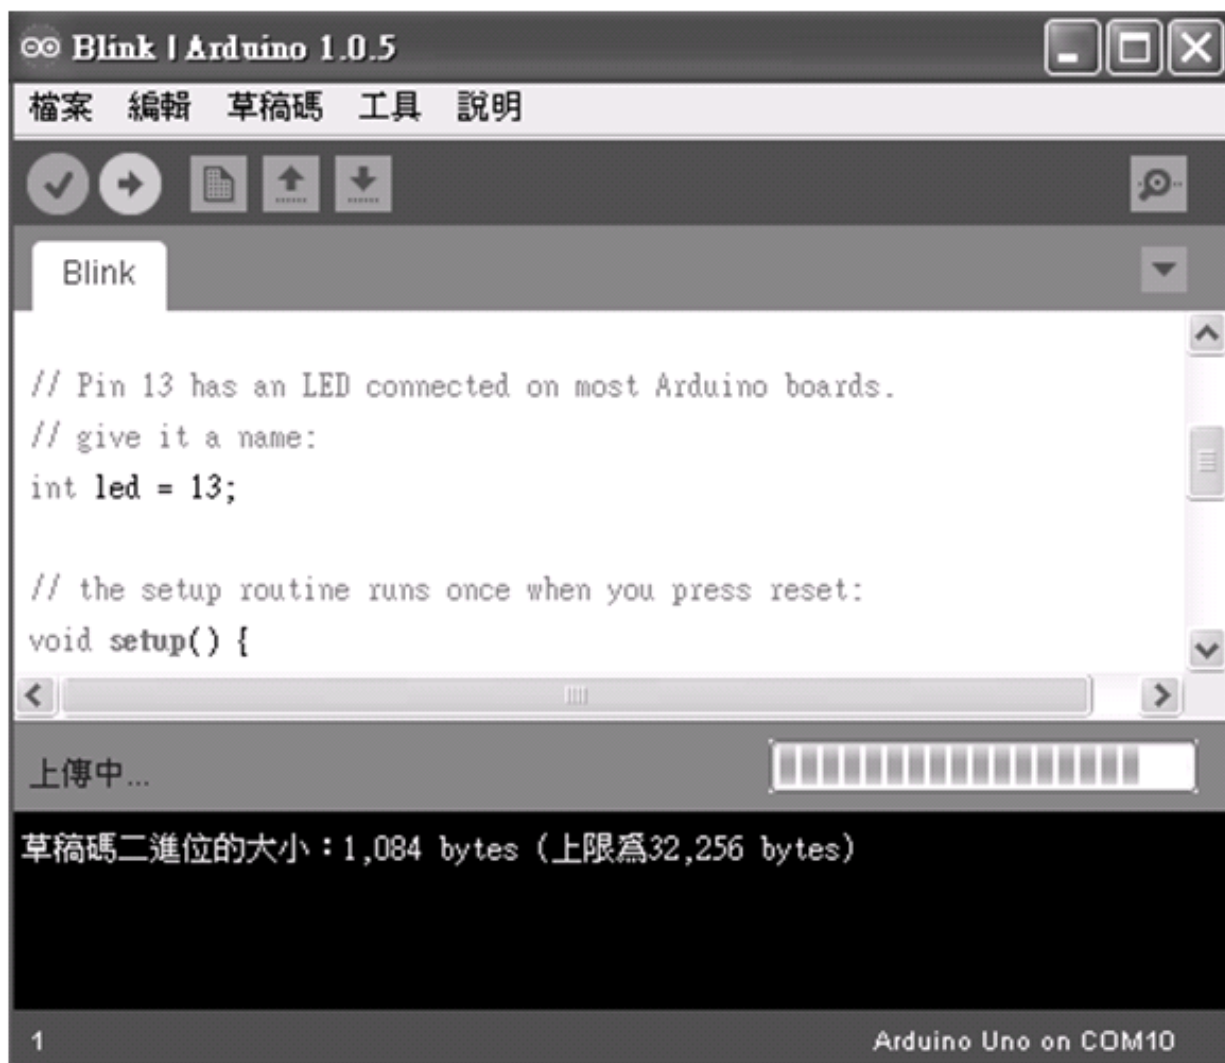 Blink | Arduino 1.0.5
檔案 編輯 草稿碼 工具 說明
Blink
// Pin 13 has an LED connected on most Arduino boards.
// give it a name:
int led = 13;
// the setup routine runs once when you press reset:
void setup() {
上傳中...
草稿碼二進位的大小：1,084 bytes (上限為32,256 bytes)
1 Arduino Uno on COM10